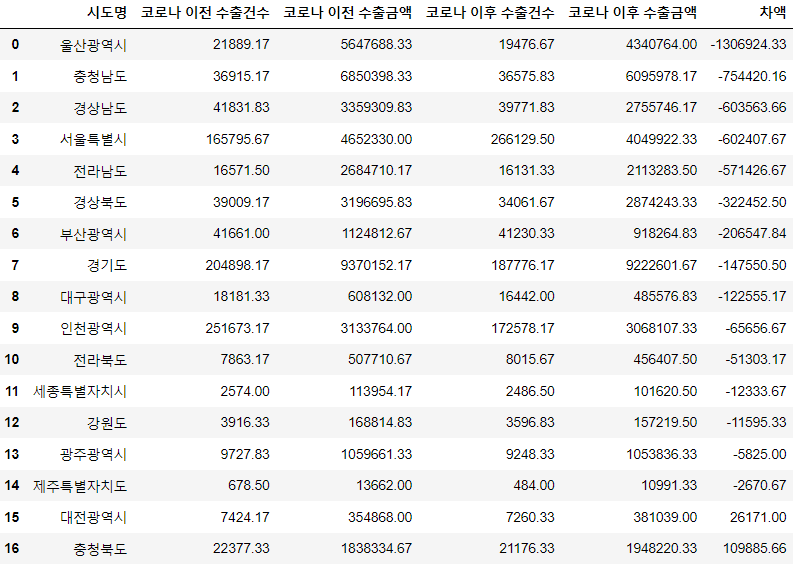 시도명 코로나 이전 수출건수 코로나 이전 수출금액 코로나 이후 수출건수 코로나 이후 수출금액 차액
0 울산광역시 21889.17 5647688.33 19476.67 4340764.00 -1306924.33
1 충청남도 36915.17 6850398.33 36575.83 6095978.17 -754420.16
2 경상남도 41831.83 3359309.83 39771.83 2755746.17 -603563.66
3 서울특별시 165795.67 4652330.00 266129.50 4049922.33 -602407.67
4 전라남도 16571.50 2684710.17 16131.33 2113283.50 -571426.67
5 경상북도 39009.17 3196695.83 34061.67 2874243.33 -322452.50
6 부산광역시 41661.00 1124812.67 41230.33 918264.83 -206547.84
7 경기도 204898.17 9370152.17 187776.17 9222601.67 -147550.50
8 대구광역시 18181.33 608132.00 16442.00 485576.83 -122555.17
9 인천광역시 251673.17 3133764.00 172578.17 3068107.33 -65656.67
10 전라북도 7863.17 507710.67 8015.67 456407.50 -51303.17
11 세종특별자치시 2574.00 113954.17 2486.50 101620.50 -12333.67
12 강원도 3916.33 168814.83 3596.83 157219.50 -11595.33
13 광주광역시 9727.83 1059661.33 9248.33 1053836.33 -5825.00
14 제주특별자치도 678.50 13662.00 484.00 10991.33 -2670.67
15 대전광역시 7424.17 354868.00 7260.33 381039.00 26171.00
16 충청북도 22377.33 1838334.67 21176.33 1948220.33 109885.66